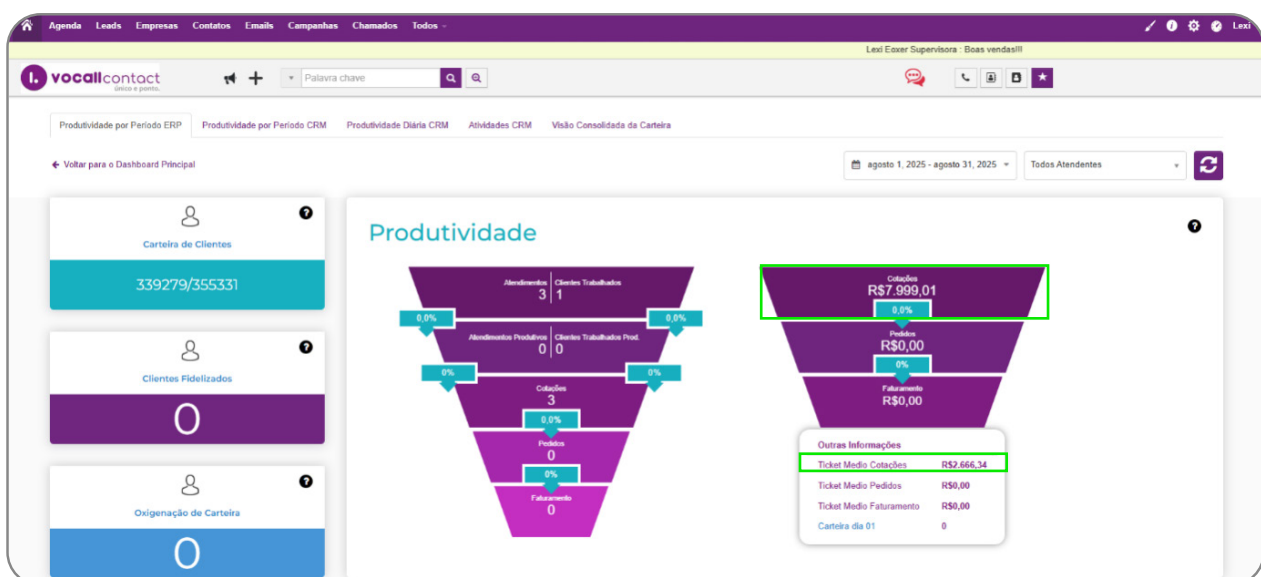 Agenda Leads Empresas Contatos Emails Campanhas Chamados Todos
Lexi
Lexi Eoxer Supervisora : Boas vendas!!!
l. vocallcontact
único e ponto.
Palavra chave
Produtividade por Período ERP Produtividade por Período CRM Produtividade Diária CRM Atividades CRM Visão Consolidada da Carteira
Voltar para o Dashboard Principal
agosto 1, 2025 - agosto 31, 2025
Todos Atendentes
Carteira de Clientes
339279/355331
Clientes Fidelizados
0
Oxigenação de Carteira
0
Produtividade
Atendimentos Clientes Trabalhados
3 1
0,0% 0,0%
Atendimentos Produtivos Clientes Trabalhados Prod.
0 0
0% 0%
Cotações
3
0,0%
Pedidos
0
0%
Faturamento
0
Cotações
R$7.999,01
0,0%
Pedidos
R$0,00
0%
Faturamento
R$0,00
Outras Informações
Ticket Medio Cotações R$2.666,34
Ticket Medio Pedidos R$0,00
Ticket Medio Faturamento R$0,00
Carteira dia 01 0